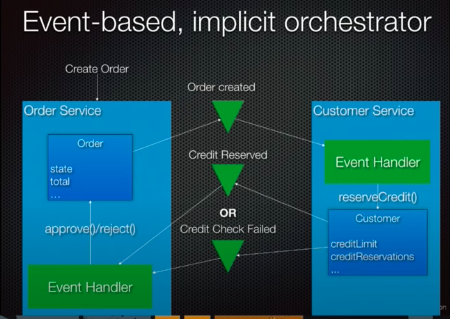 Event-based, implicit orchestrator
Create Order
Order created
Order Service
Customer Service
Order
state
total
...
Credit Reserved
Event Handler
reserveCredit()
OR
Customer
approve()/reject()
Credit Check Failed
creditLimit
creditReservations
...
Event Handler